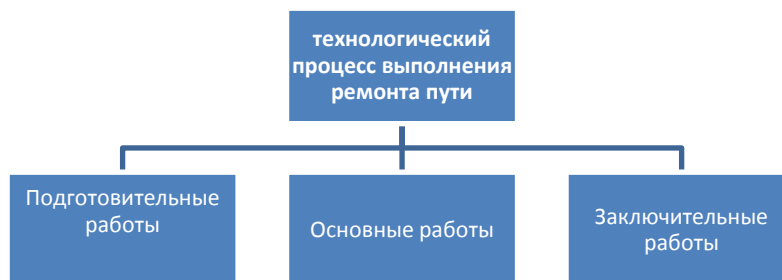 технологический
процесс выполнения
ремонта пути
Подготовительные
работы
Основные работы
Заключительные
работы